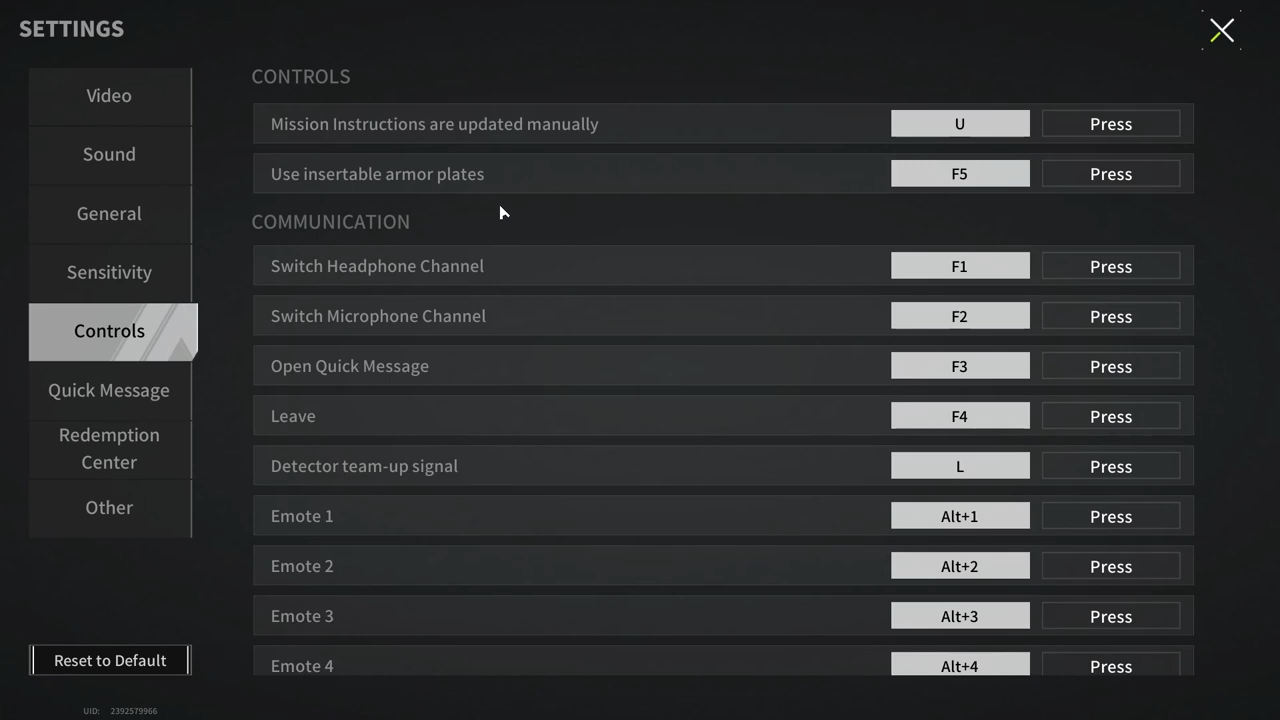 SETTINGS
Video
Sound
General
Sensitivity
Controls
Quick Message
Redemption
Center
Other
Reset to Default
UID: 2392579966
CONTROLS
Mission Instructions are updated manually U Press
Use insertable armor plates F5 Press
COMMUNICATION
Switch Headphone Channel F1 Press
Switch Microphone Channel F2 Press
Open Quick Message F3 Press
Leave F4 Press
Detector team-up signal L Press
Emote 1 Alt+1 Press
Emote 2 Alt+2 Press
Emote 3 Alt+3 Press
Emote 4 Alt+4 Press